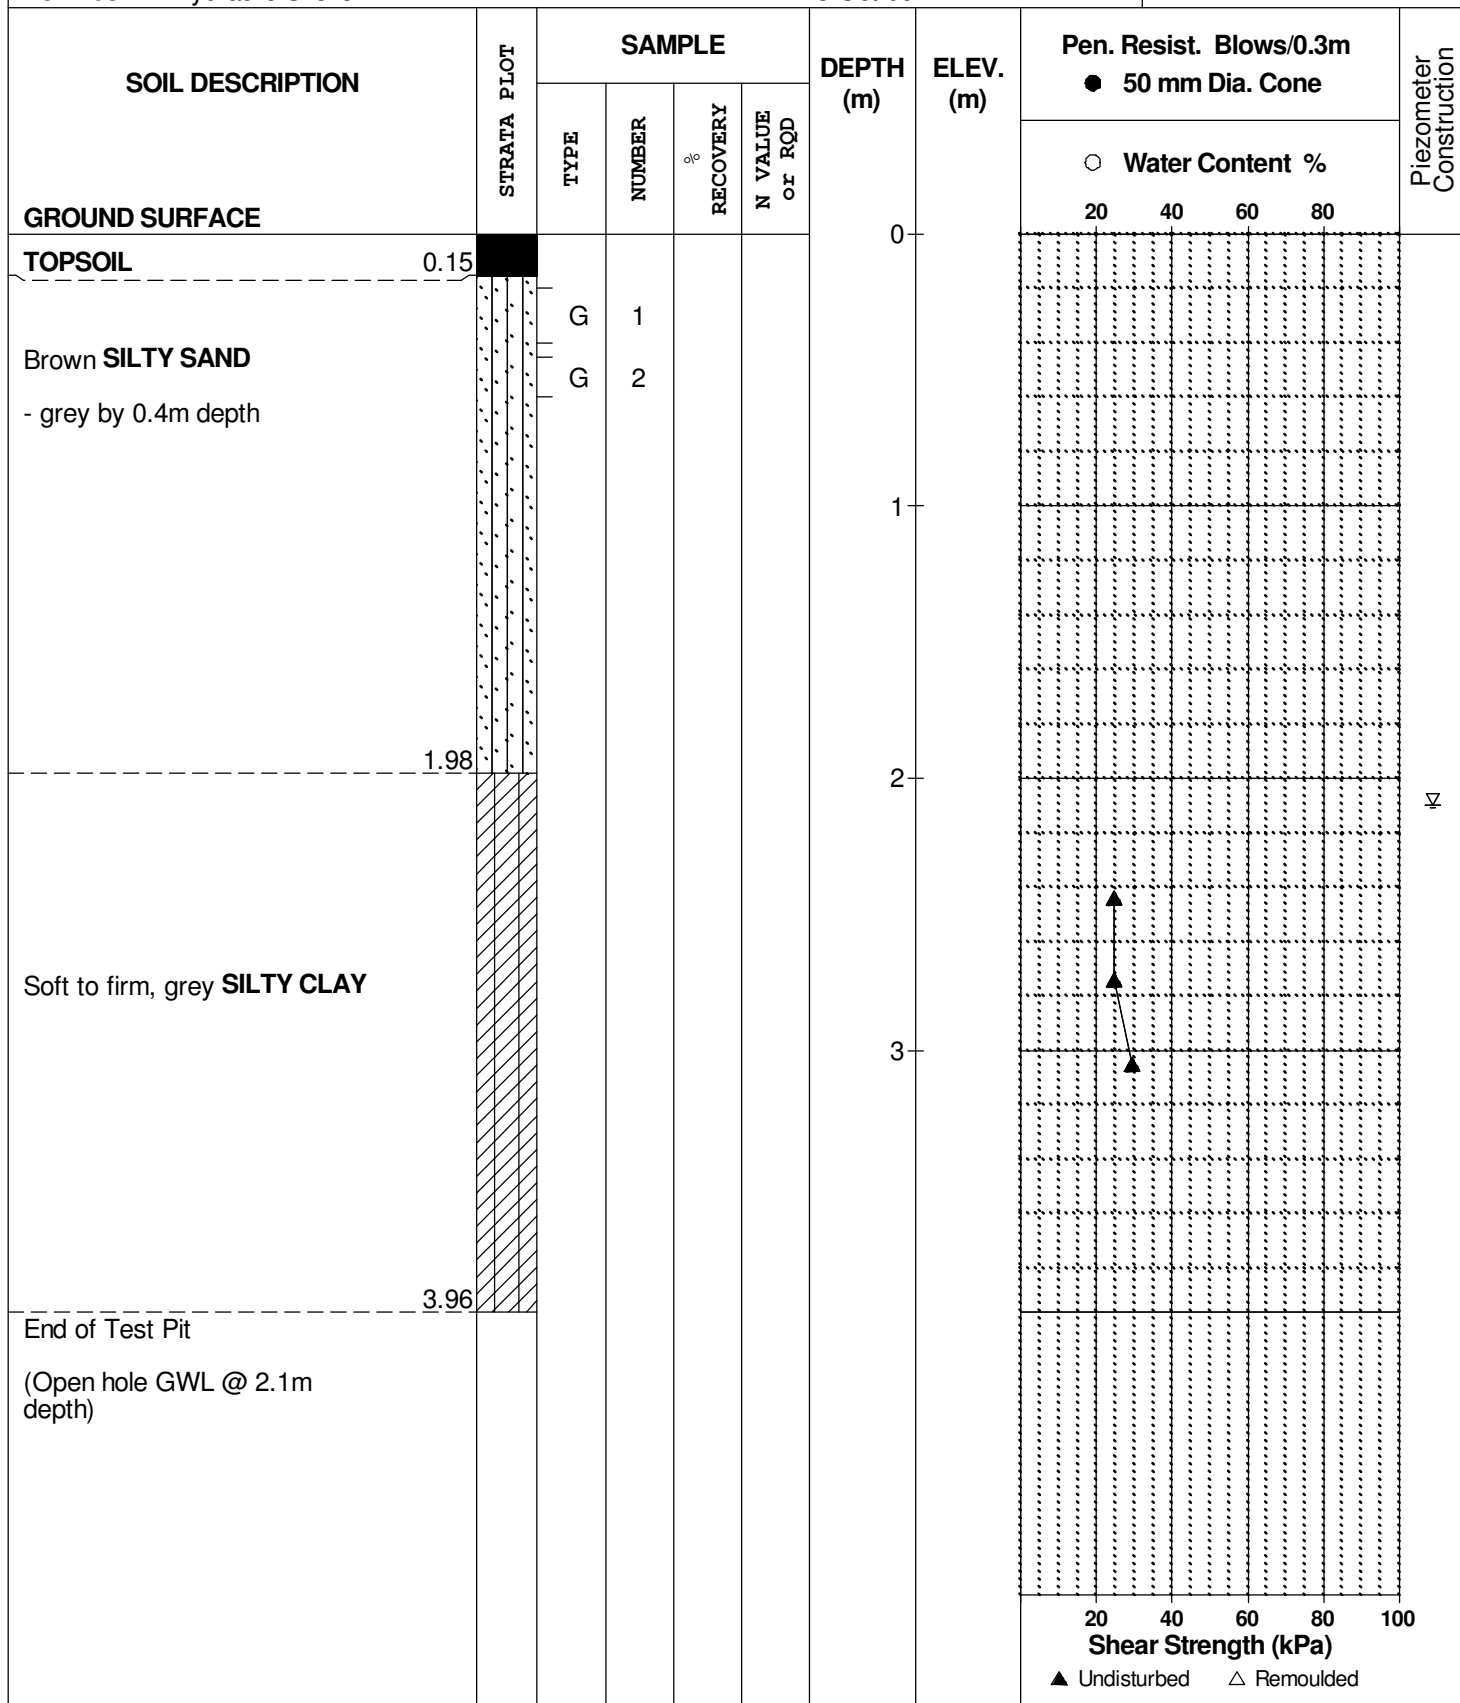 SOIL DESCRIPTION
GROUND SURFACE
STRATA PLOT
SAMPLE
TYPE
NUMBER
%
RECOVERY
N VALUE
or RQD
DEPTH
(m)
ELEV.
(m)
Pen. Resist. Blows/0.3m
● 50 mm Dia. Cone
○ Water Content %
20 40 60 80
Piezometer
Construction
0
TOPSOIL 0.15
G 1
Brown SILTY SAND
G 2
- grey by 0.4m depth
1
1.98
2
Soft to firm, grey SILTY CLAY
3
3.96
End of Test Pit
(Open hole GWL @ 2.1m
depth)
20 40 60 80 100
Shear Strength (kPa)
▲ Undisturbed △ Remoulded